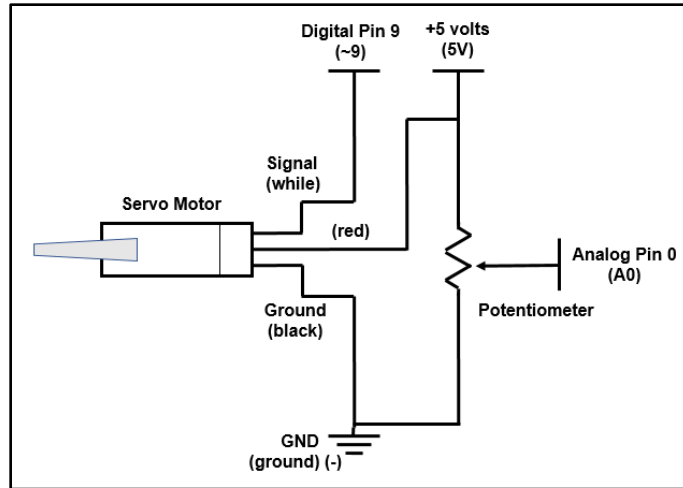 Digital Pin 9
(~9)
+5 volts
(5V)
Signal
(while)
Servo Motor
(red)
Analog Pin 0
(A0)
Potentiometer
Ground
(black)
GND
(ground) (-)